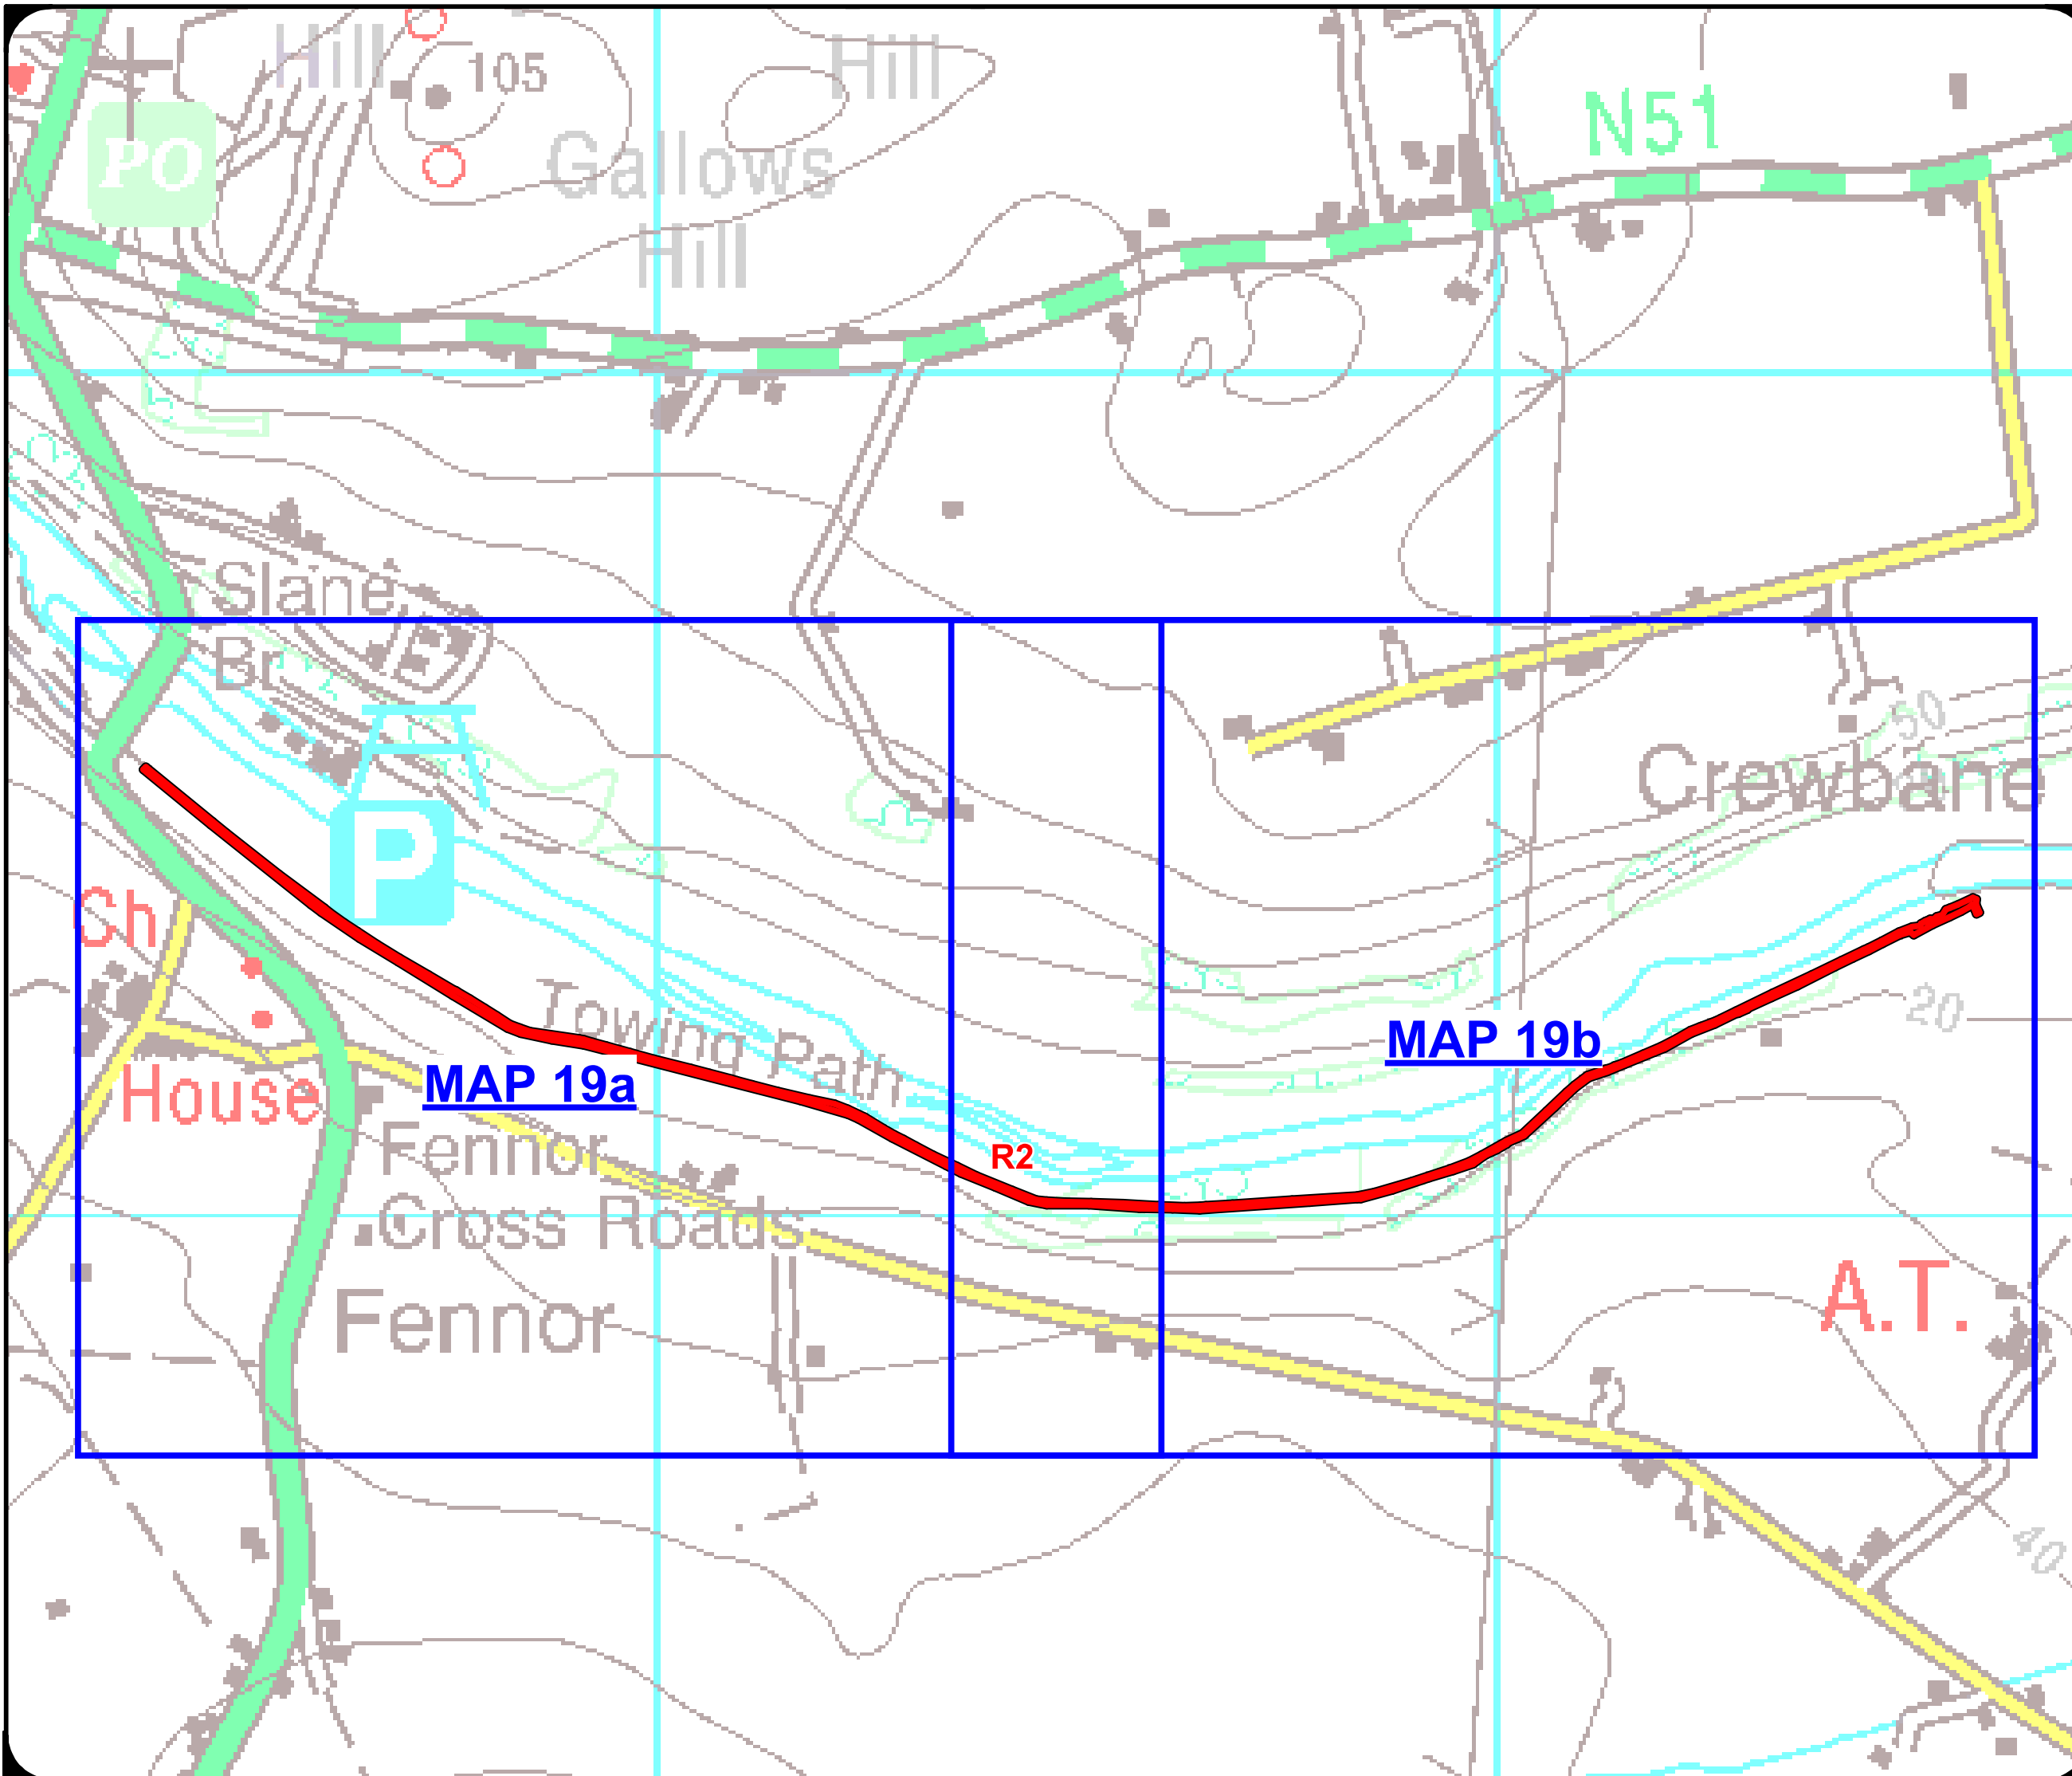 Hill
105
Hill
N51
PO
Gallows
Hill
Slane
Br
50
Crewbane
P
Ch
20
Towing Path
MAP 19b
MAP 19a
House
Fennor
Cross Roads
R2
Fennor
A.T.
40